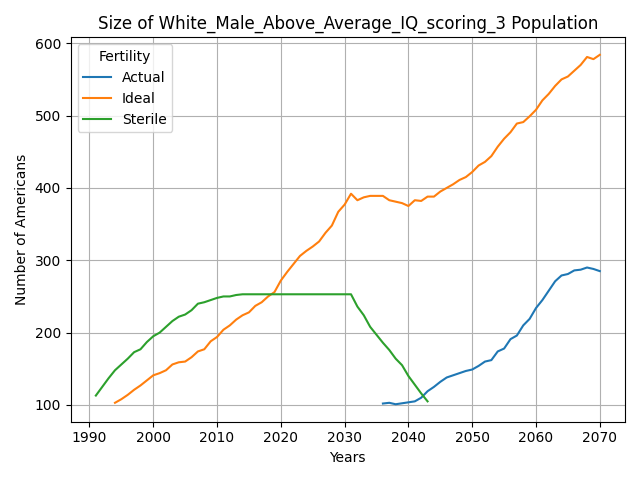 Size of White_Male_Above_Average_IQ_scoring_3 Population
Fertility
Actual
Ideal
Sterile
Number of Americans
600
500
400
300
200
100
1990 2000 2010 2020 2030 2040 2050 2060 2070
Years